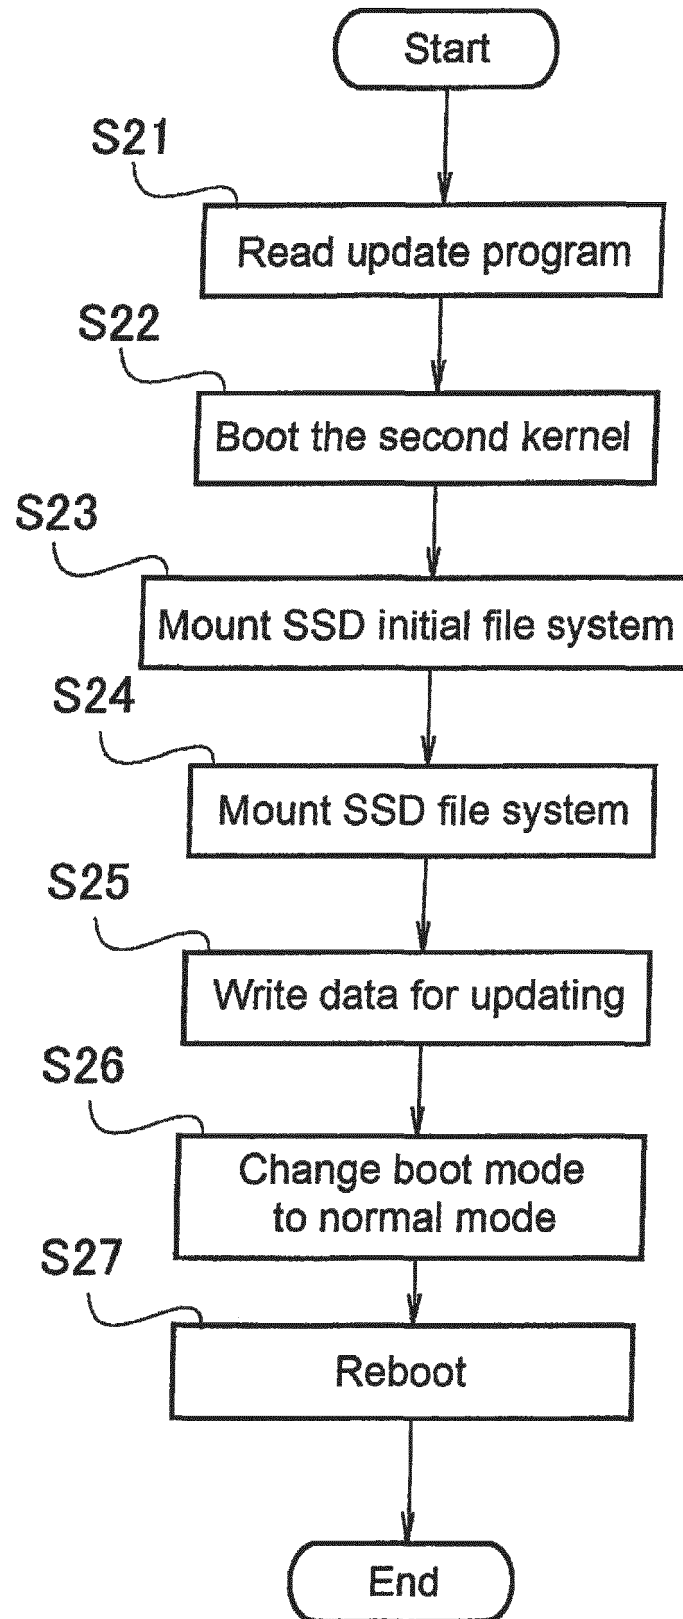 Start
S21
Read update program
S22
Boot the second kernel
S23
Mount SSD initial file system
S24
Mount SSD file system
S25
Write data for updating
S26
Change boot mode
to normal mode
S27
Reboot
End